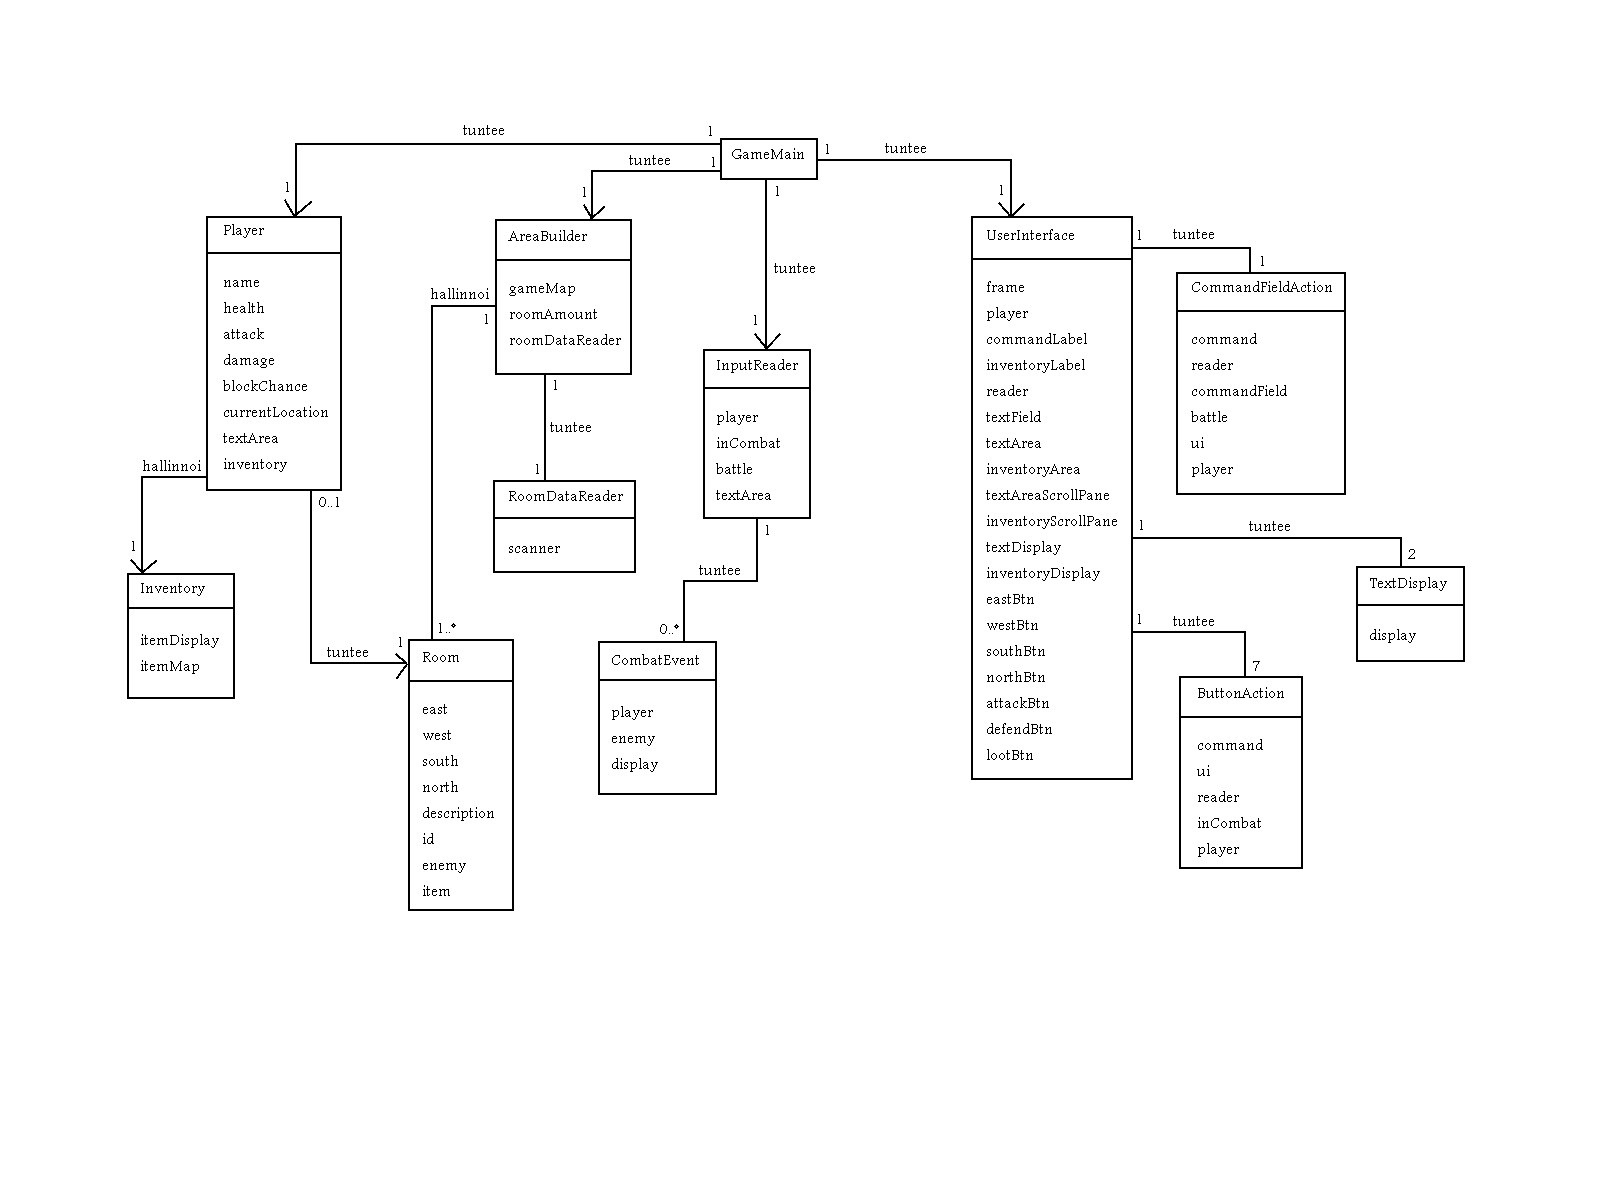 tuntee
1
1
GameMain
tuntee
1
1
1
tuntee
1
1
1
tuntee
1
Player
name
health
attack
damage
blockChance
currentLocation
textArea
inventory
AreaBuilder
gameMap
roomAmount
roomDataReader
tuntee
1
InputReader
player
inCombat
battle
textArea
UserInterface
frame
player
commandLabel
inventoryLabel
reader
textField
textArea
inventoryArea
textAreaScrollPane
inventoryScrollPane
textDisplay
inventoryDisplay
eastBtn
westBtn
southBtn
northBtn
attackBtn
defendBtn
lootBtn
1
tuntee
1
CommandFieldAction
command
reader
commandField
battle
ui
player
hallinnoi
1
1
tuntee
1
RoomDataReader
scanner
hallinnoi
1
Inventory
itemDisplay
itemMap
0..1
tuntee
1
1..*
Room
east
west
south
north
description
id
enemy
item
1
tuntee
0..*
CombatEvent
player
enemy
display
1
tuntee
2
TextDisplay
display
1
tuntee
7
ButtonAction
command
ui
reader
inCombat
player